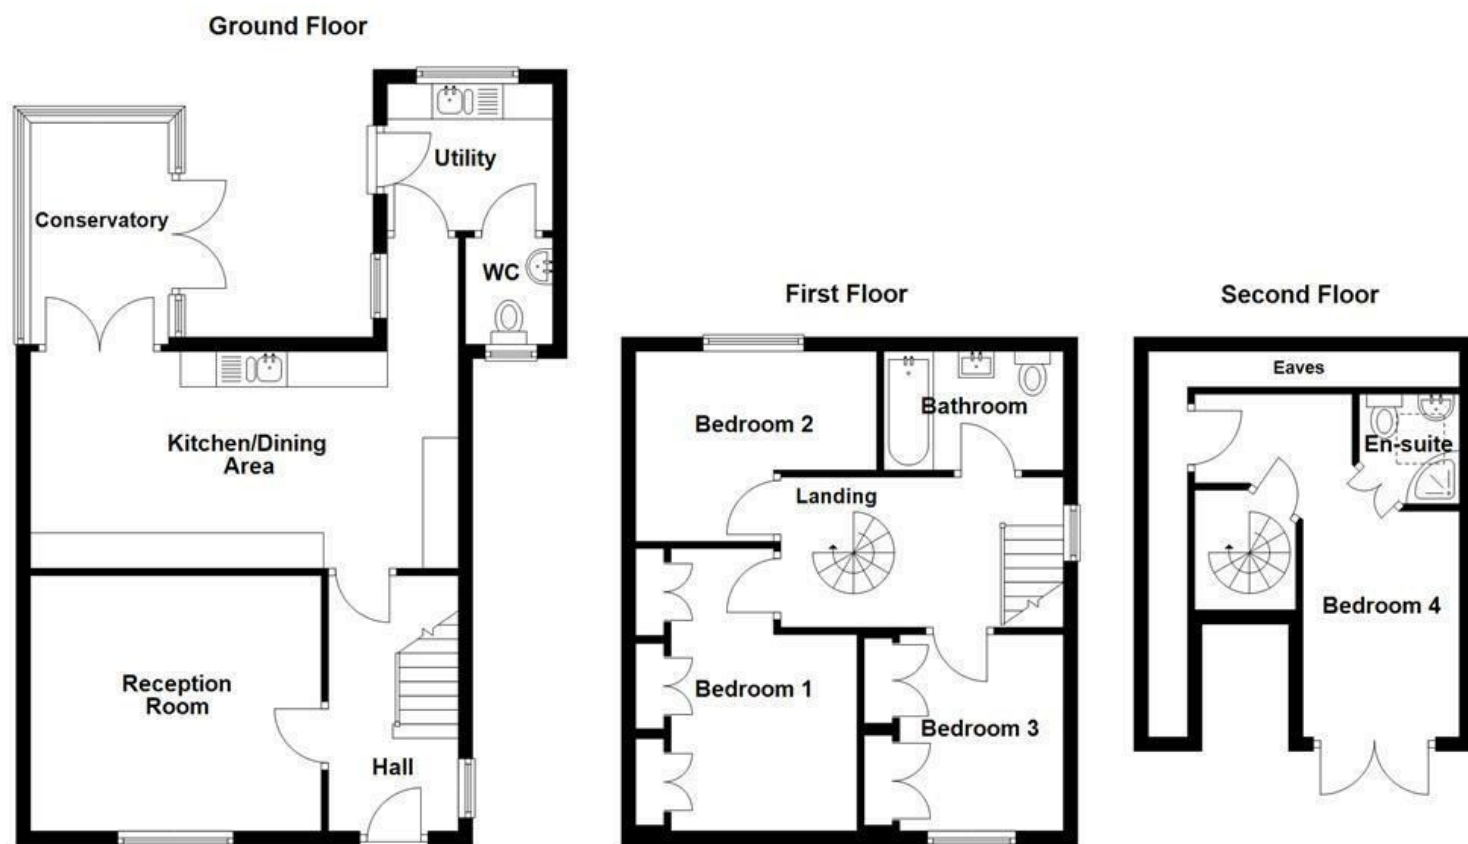 Ground Floor
Utility
Conservatory
WC
Kitchen/Dining
Area
Reception
Room
Hall
First Floor
Bedroom 2
Bathroom
Landing
Bedroom 1
Bedroom 3
Second Floor
Eaves
En-suite
Bedroom 4